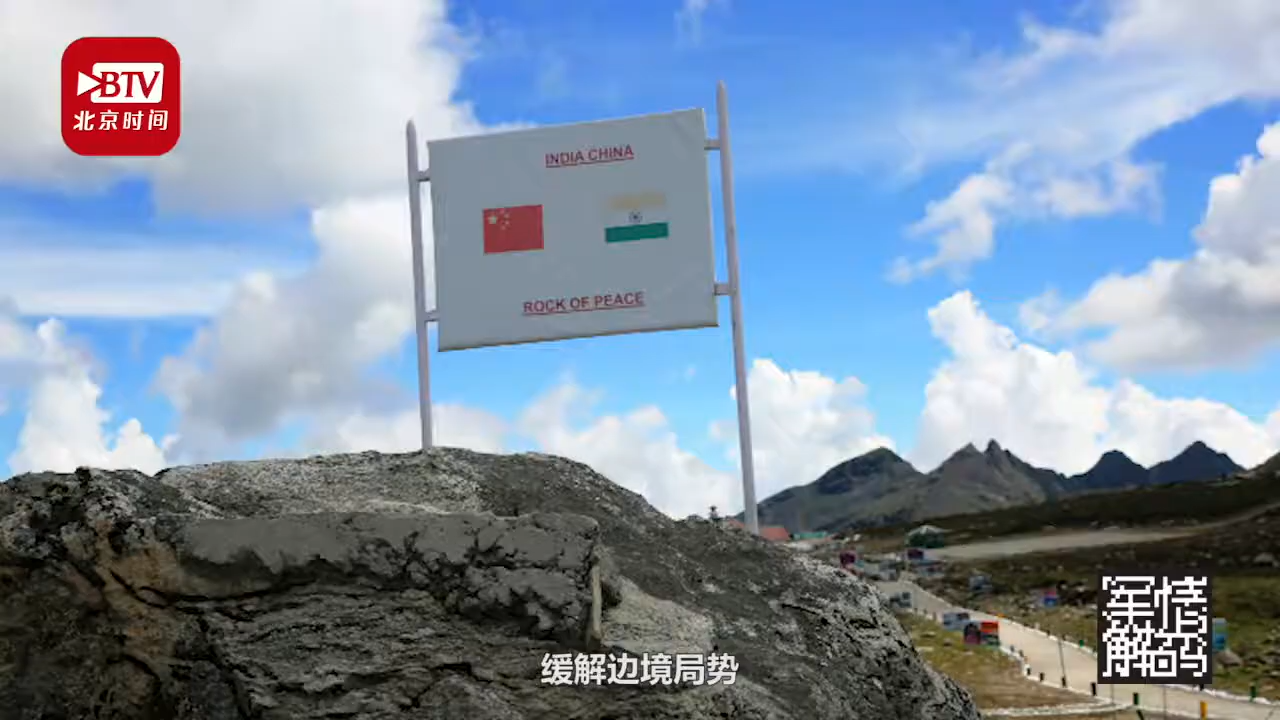 BTV
北京时间
INDIA CHINA
ROCK OF PEACE
军情
解码
缓解边境局势